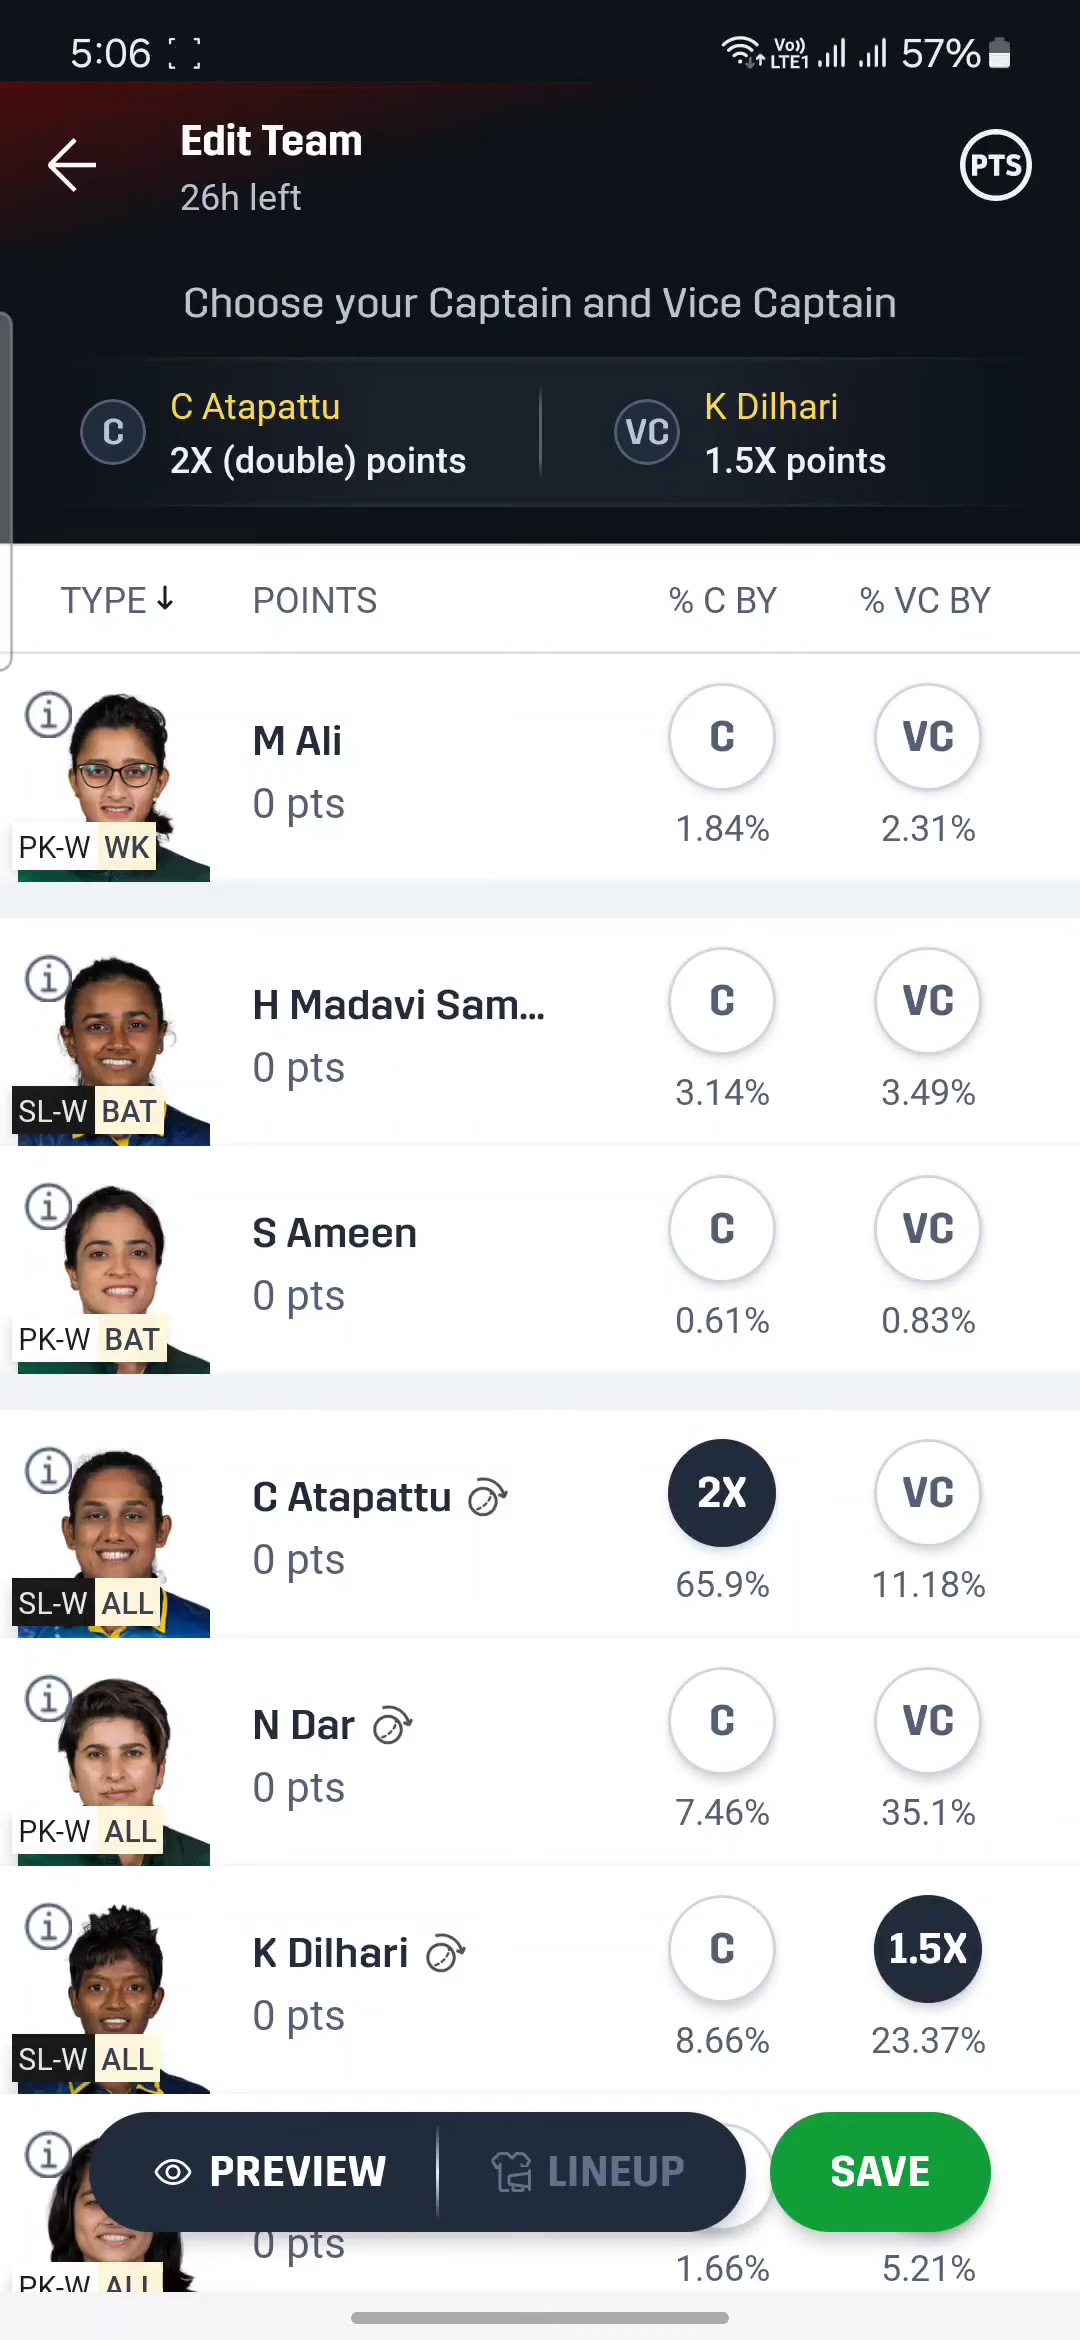 5:06 Vo)) LTE1 57%
Edit Team
26h left
PTS
Choose your Captain and Vice Captain
C C Atapattu
2X (double) points
VC K Dilhari
1.5X points
TYPE POINTS % C BY % VC BY
M Ali
0 pts
C VC
1.84% 2.31%
PK-W WK
H Madavi Sam...
0 pts
C VC
3.14% 3.49%
SL-W BAT
S Ameen
0 pts
C VC
0.61% 0.83%
PK-W BAT
C Atapattu
0 pts
2X VC
65.9% 11.18%
SL-W ALL
N Dar
0 pts
C VC
7.46% 35.1%
PK-W ALL
K Dilhari
0 pts
C 1.5X
8.66% 23.37%
SL-W ALL
PREVIEW LINEUP SAVE
0 pts
1.66% 5.21%
PK-W ALL